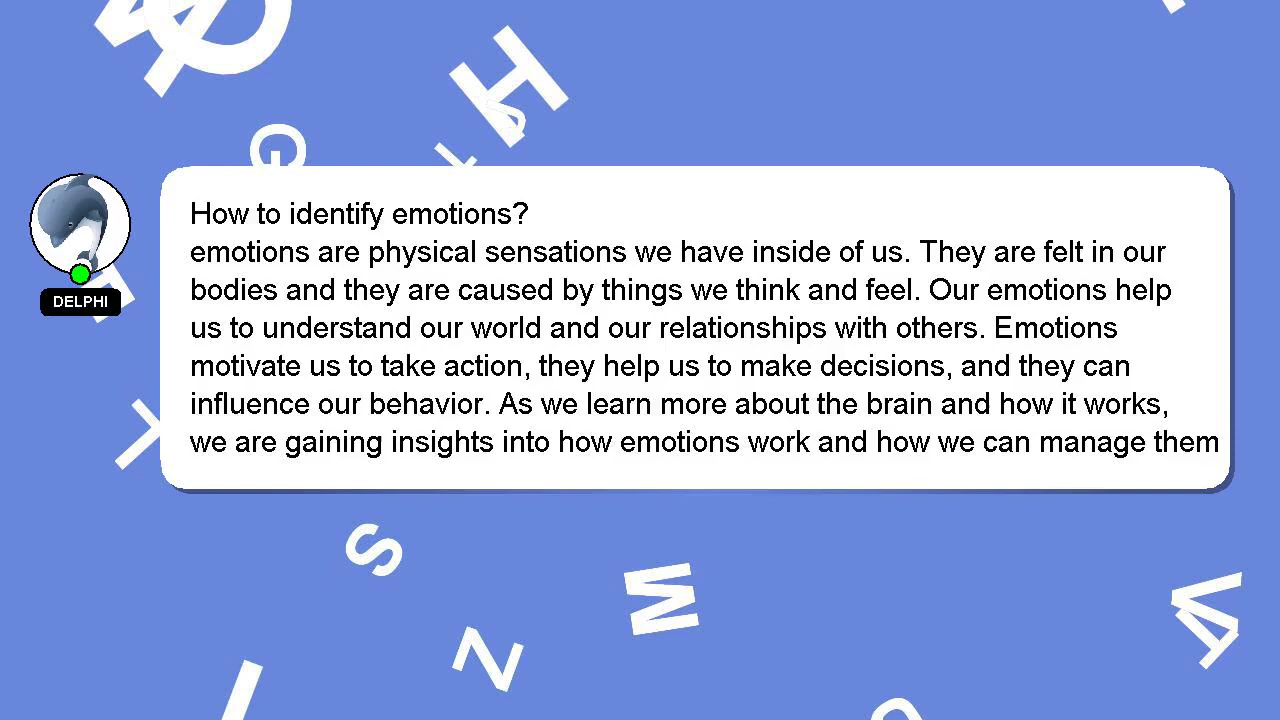 How to identify emotions?
emotions are physical sensations we have inside of us. They are felt in our
bodies and they are caused by things we think and feel. Our emotions help
us to understand our world and our relationships with others. Emotions
motivate us to take action, they help us to make decisions, and they can
influence our behavior. As we learn more about the brain and how it works,
we are gaining insights into how emotions work and how we can manage them
DELPHI
H
G
S
M
Z
V